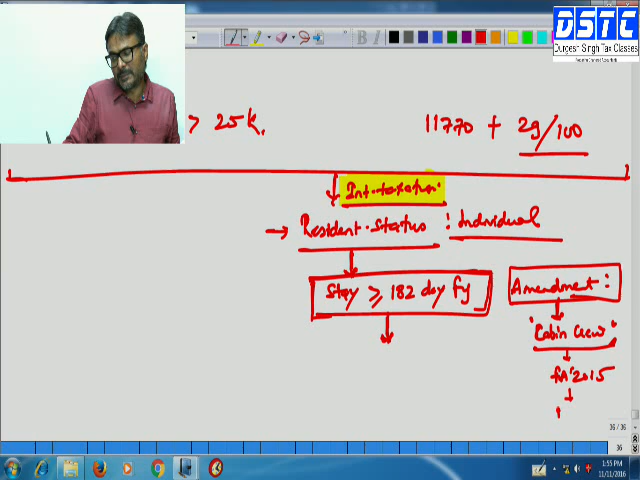 DSTC
Durgesh Singh Tax Classes
> 25k.
11770 + 29/100
Int-taxation
→ Resident-Status : Individual
Stay ≥ 182 day fy
Amendment :
"Cabin Crew"
FA'2015
36 / 36
36
1:55 PM
11/11/2016